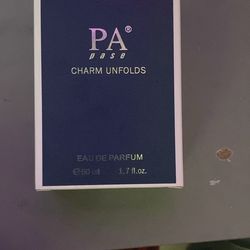 PA®
pase
CHARM UNFOLDS
EAU DE PARFUM
℮50 ml 1.7 fl.oz.